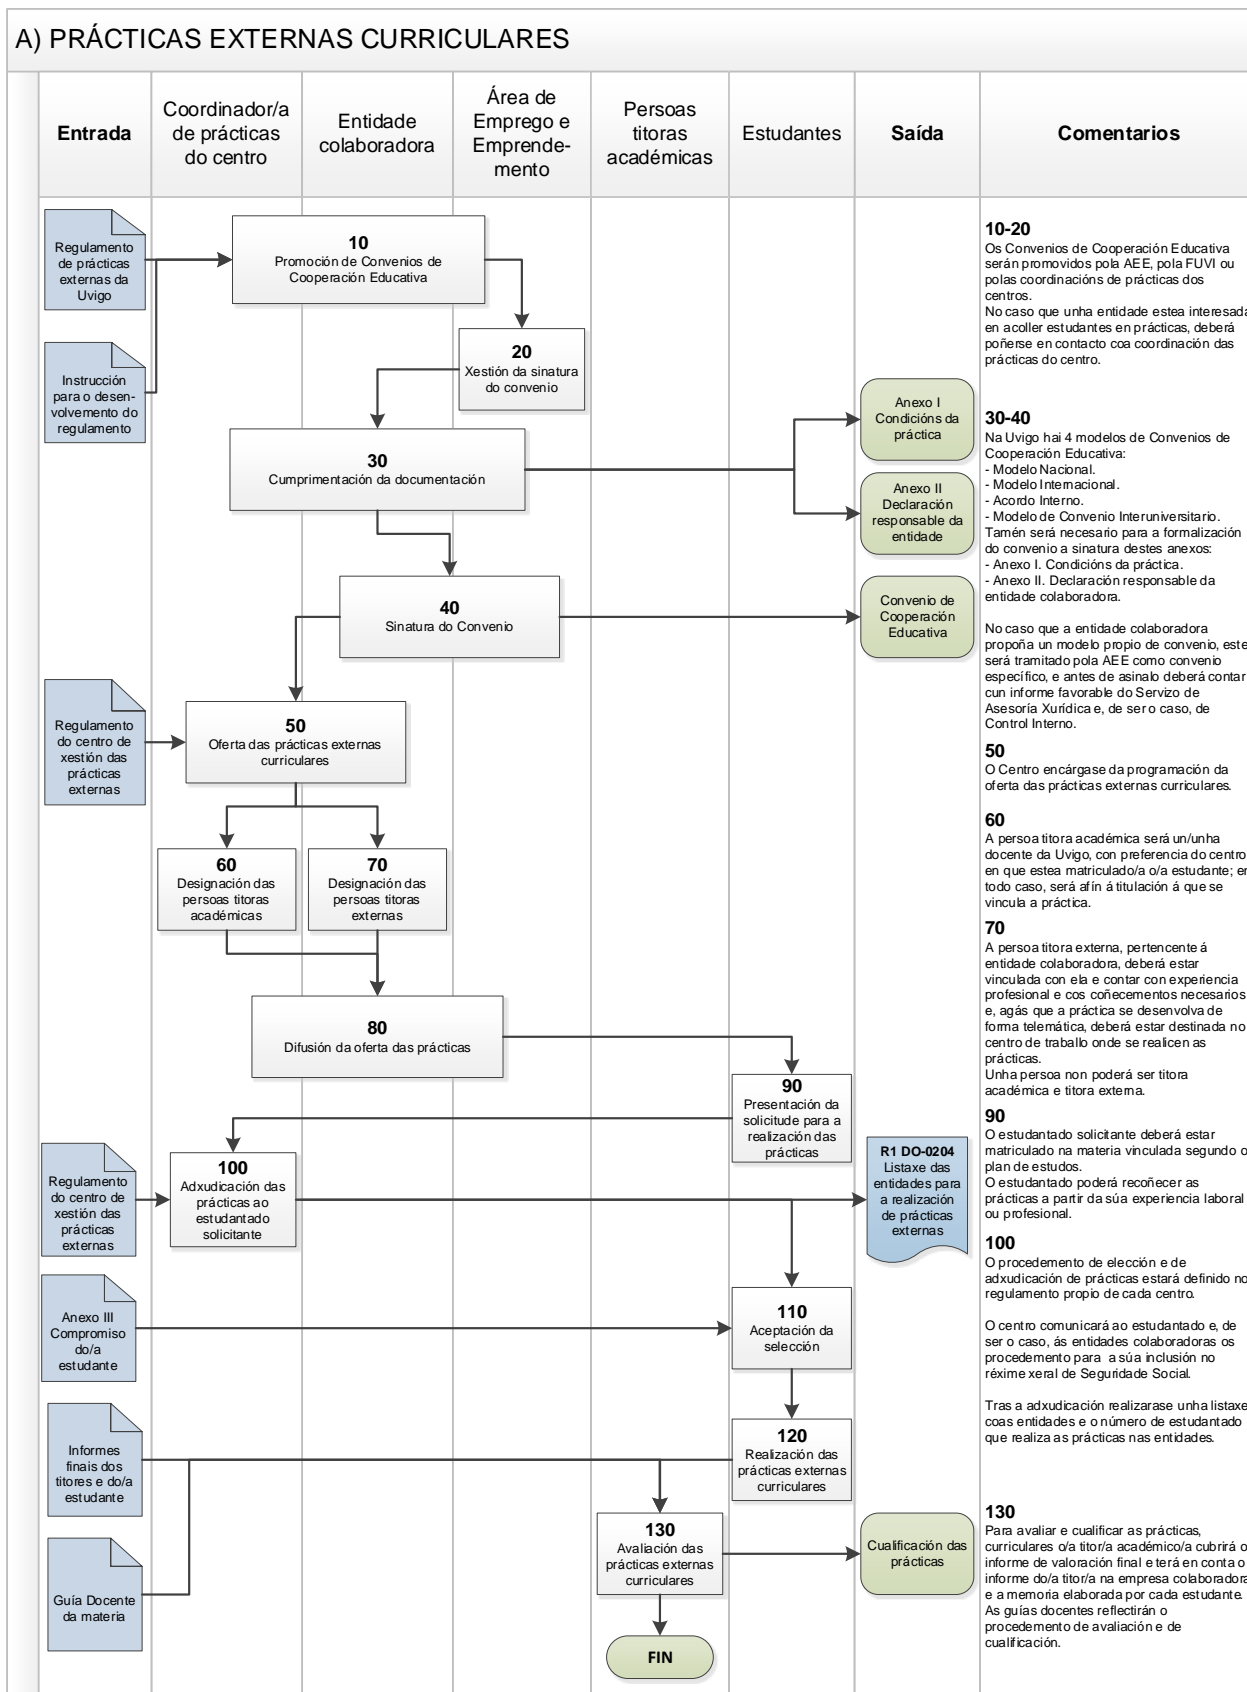 A) PRÁCTICAS EXTERNAS CURRICULARES
Entrada
Coordinador/a
de prácticas
do centro
Entidade
colaboradora
Área de
Emprego e
Emprende-
mento
Persoas
titoras
académicas
Estudantes
Saída
Comentarios
Regulamento
de prácticas
externas da
Uvigo
Instrucción
para o desen-
volvemento do
regulamento
10
Promoción de Convenios de
Cooperación Educativa
20
Xestión da sinatura
do convenio
30
Cumprimentación da documentación
Anexo I
Condicións da
práctica
Anexo II
Declaración
responsable da
entidade
40
Sinatura do Convenio
Convenio de
Cooperación
Educativa
Regulamento
do centro de
xestión das
prácticas
externas
50
Oferta das prácticas externas
curriculares
60
Designación das
persoas titoras
académicas
70
Designación das
persoas titoras
externas
80
Difusión da oferta das prácticas
90
Presentación da
solicitude para a
realización das
prácticas
Regulamento
do centro de
xestión das
prácticas
externas
100
Adxudicación das
prácticas ao
estudantado
solicitante
R1 DO-0204
Listaxe das
entidades para
a realización
de prácticas
externas
Anexo III
Compromiso
do/a
estudante
110
Aceptación da
selección
Informes
finais dos
titores e do/a
estudante
120
Realización das
prácticas externas
curriculares
Guía Docente
da materia
130
Avaliación das
prácticas externas
curriculares
Cualificación das
prácticas
FIN
10-20
Os Convenios de Cooperación Educativa
serán promovidos pola AEE, pola FUVI ou
polas coordinacións de prácticas dos
centros.
No caso que unha entidade estea interesada
en acoller estudantes en prácticas, deberá
poñerse en contacto coa coordinación das
prácticas do centro.
30-40
Na Uvigo hai 4 modelos de Convenios de
Cooperación Educativa:
- Modelo Nacional.
- Modelo Internacional.
- Acordo Interno.
- Modelo de Convenio Interuniversitario.
Tamén será necesario para a formalización
do convenio a sinatura destes anexos:
- Anexo I. Condicións da práctica.
- Anexo II. Declaración responsable da
entidade colaboradora.
No caso que a entidade colaboradora
propoña un modelo propio de convenio, este
será tramitado pola AEE como convenio
específico, e antes de asinalo deberá contar
cun informe favorable do Servizo de
Asesoría Xurídica e, de ser o caso, de
Control Interno.
50
O Centro encárgase da programación da
oferta das prácticas externas curriculares.
60
A persoa titora académica será un/unha
docente da Uvigo, con preferencia do centro
en que estea matriculado/a o/a estudante; en
todo caso, será afín á titulación á que se
vincula a práctica.
70
A persoa titora externa, pertencente á
entidade colaboradora, deberá estar
vinculada con ela e contar con experiencia
profesional e cos coñecementos necesarios
e, agás que a práctica se desenvolva de
forma telemática, deberá estar destinada no
centro de traballo onde se realicen as
prácticas.
Unha persoa non poderá ser titora
académica e titora externa.
90
O estudantado solicitante deberá estar
matriculado na materia vinculada segundo o
plan de estudos.
O estudantado poderá recoñecer as
prácticas a partir da súa experiencia laboral
ou profesional.
100
O procedemento de elección e de
adxudicación de prácticas estará definido no
regulamento propio de cada centro.
O centro comunicará ao estudantado e, de
ser o caso, ás entidades colaboradoras os
procedemento para a súa inclusión no
réxime xeral de Seguridade Social.
Tras a adxudicación realizarase unha listaxe
coas entidades e o número de estudantado
que realiza as prácticas nas entidades.
130
Para avaliar e cualificar as prácticas,
curriculares o/a titor/a académico/a cubrirá o
informe de valoración final e terá en conta o
informe do/a titor/a na empresa colaboradora
e a memoria elaborada por cada estudante.
As guías docentes reflectirán o
procedemento de avaliación e de
cualificación.